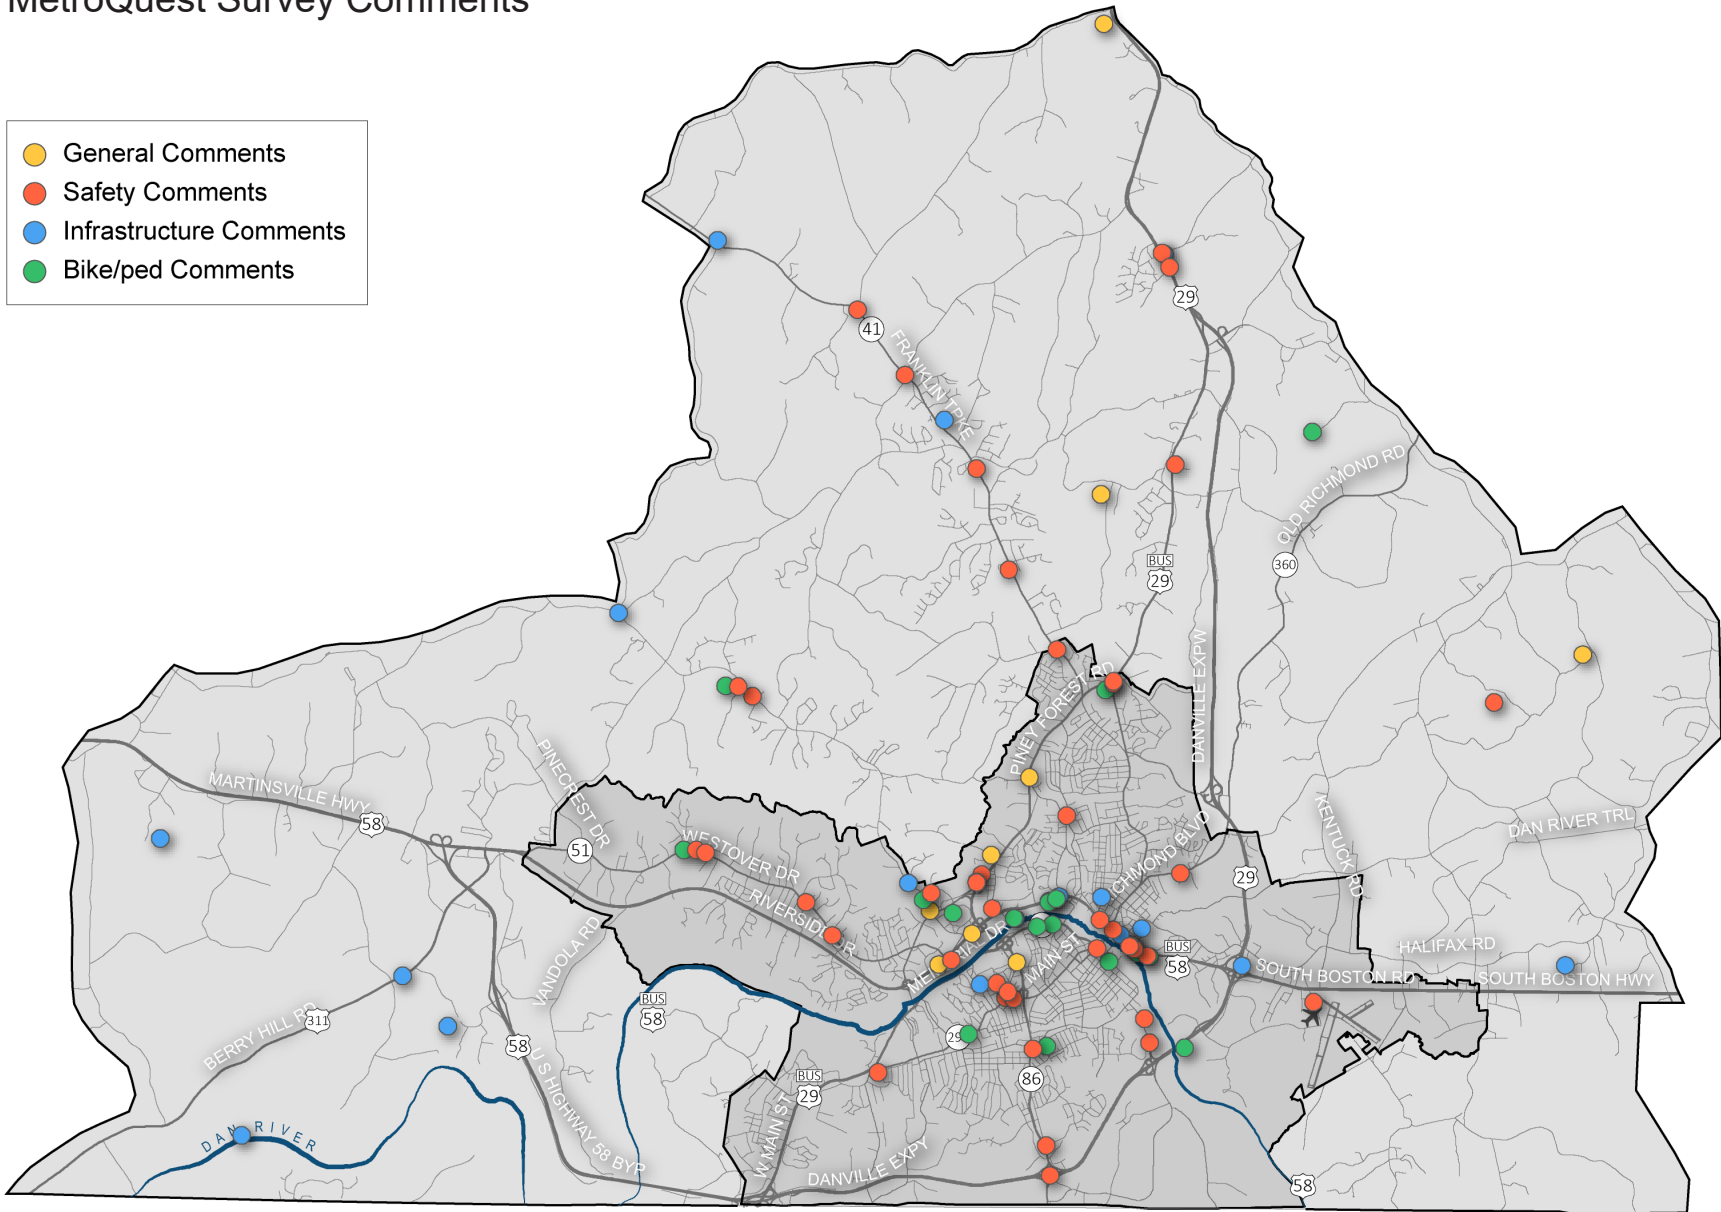 MetroQuest Survey Comments
General Comments
Safety Comments
Infrastructure Comments
Bike/ped Comments
29
41
FRANKLIN TPKE
OLD RICHMOND RD
BUS
29
360
DANVILLE EXPW
PINEY FOREST RD
PINECREST DR
MARTINSVILLE HWY
58
51
WESTOVER DR
RIVERSIDE DR
KENTUCK RD
DAN RIVER TRL
RICHMOND BLVD
29
VANDOLA RD
MEMORIAL DR
MAIN ST
BUS
58
HALIFAX RD
SOUTH BOSTON RD
SOUTH BOSTON HWY
BERRY HILL RD
311
BUS
58
58
29
U S HIGHWAY 58 BYP
86
BUS
29
W MAIN ST
DAN RIVER
DANVILLE EXPY
58